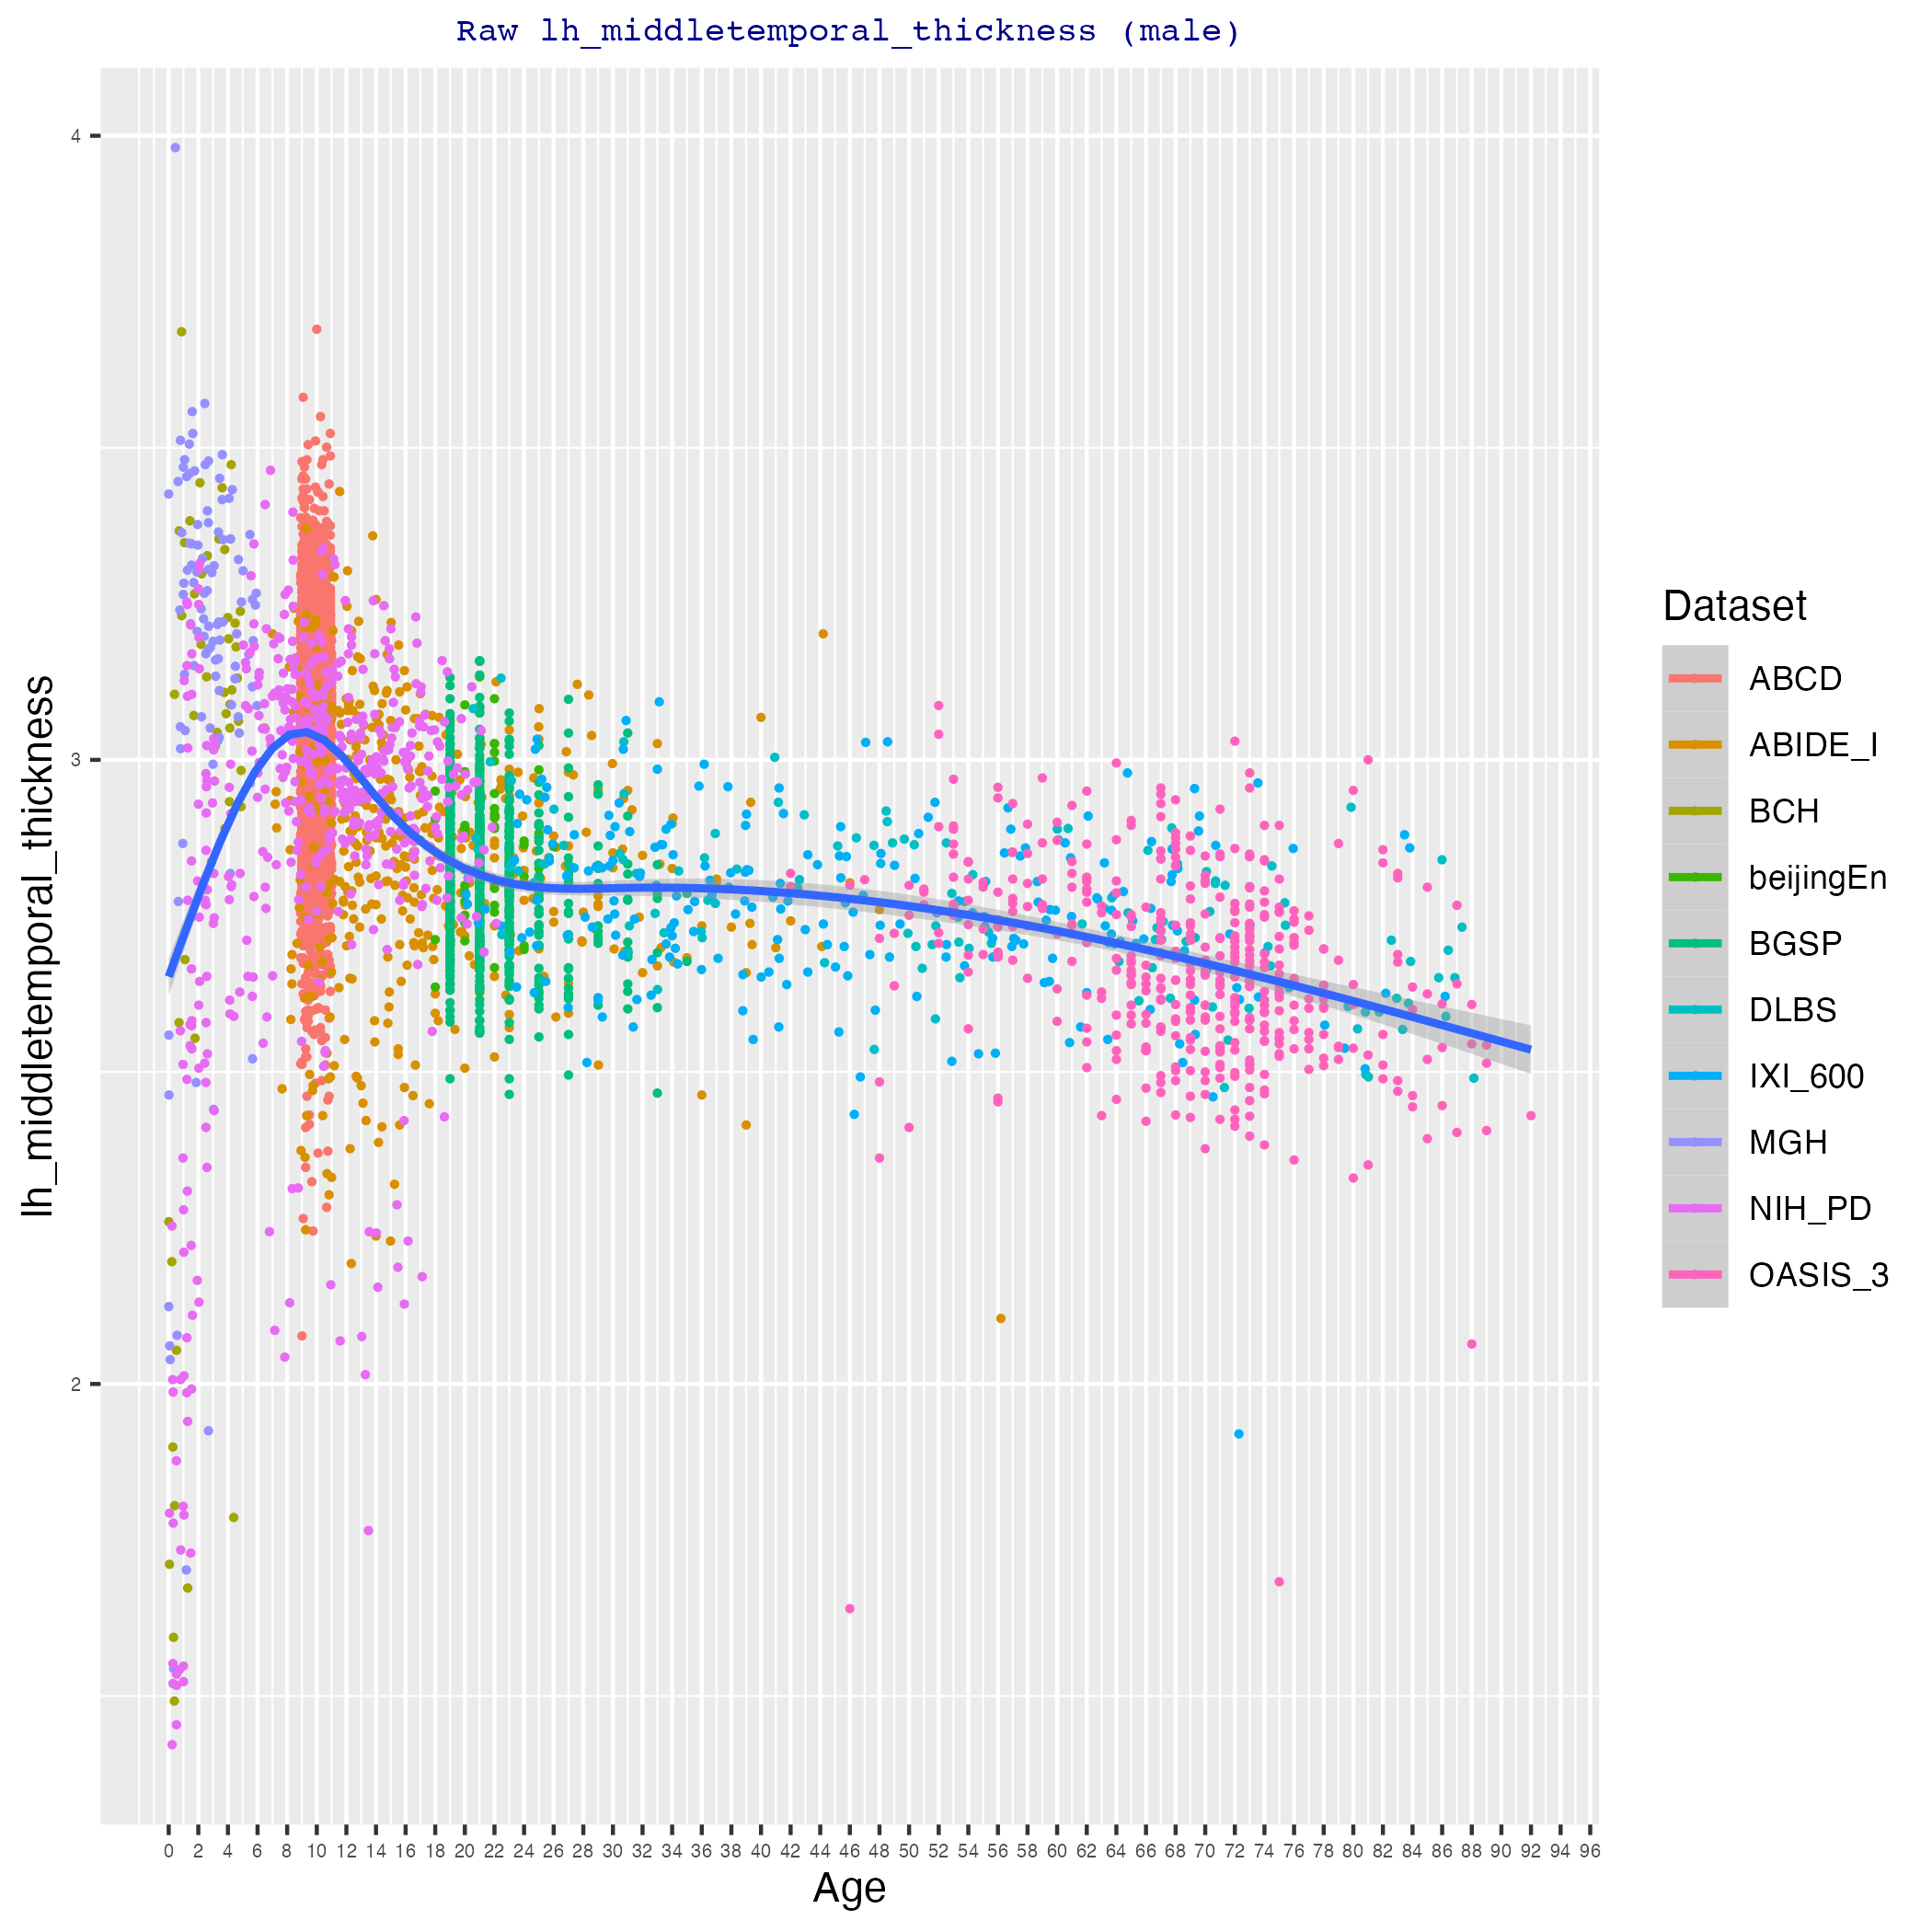 Raw lh_middletemporal_thickness (male)
4
3
2
lh_middletemporal_thickness
0 2 4 6 8 10 12 14 16 18 20 22 24 26 28 30 32 34 36 38 40 42 44 46 48 50 52 54 56 58 60 62 64 66 68 70 72 74 76 78 80 82 84 86 88 90 92 94 96
Age
Dataset
ABCD
ABIDE_I
BCH
beijingEn
BGSP
DLBS
IXI_600
MGH
NIH_PD
OASIS_3